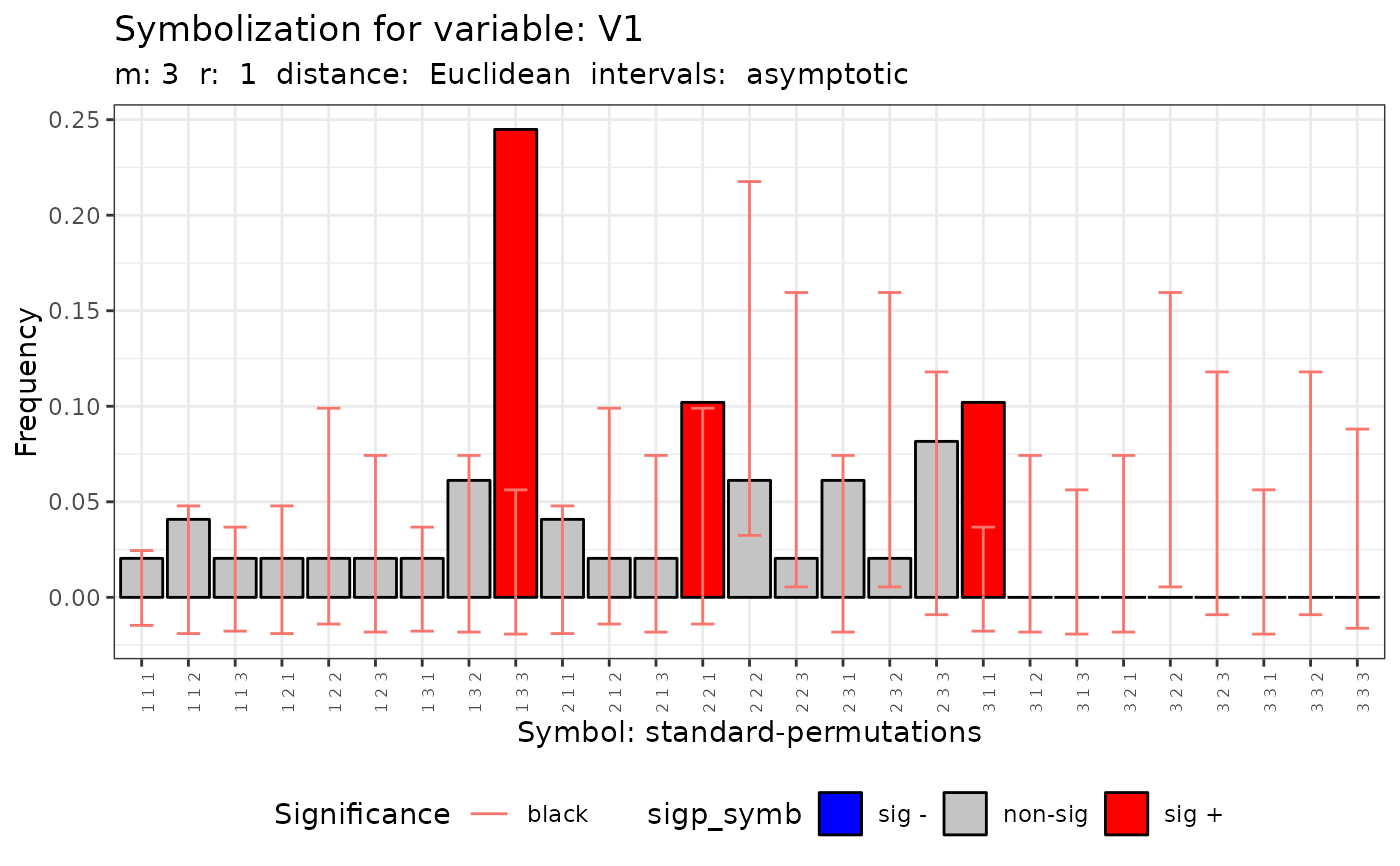 Symbolization for variable: V1
m: 3 r: 1 distance: Euclidean intervals: asymptotic
Frequency
0.25
0.20
0.15
0.10
0.05
0.00
1 1 1
1 1 2
1 1 3
1 2 1
1 2 2
1 2 3
1 3 1
1 3 2
1 3 3
2 1 1
2 1 2
2 1 3
2 2 1
2 2 2
2 2 3
2 3 1
2 3 2
2 3 3
3 1 1
3 1 2
3 1 3
3 2 1
3 2 2
3 2 3
3 3 1
3 3 2
3 3 3
Symbol: standard-permutations
Significance black sigp_symb sig - non-sig sig +